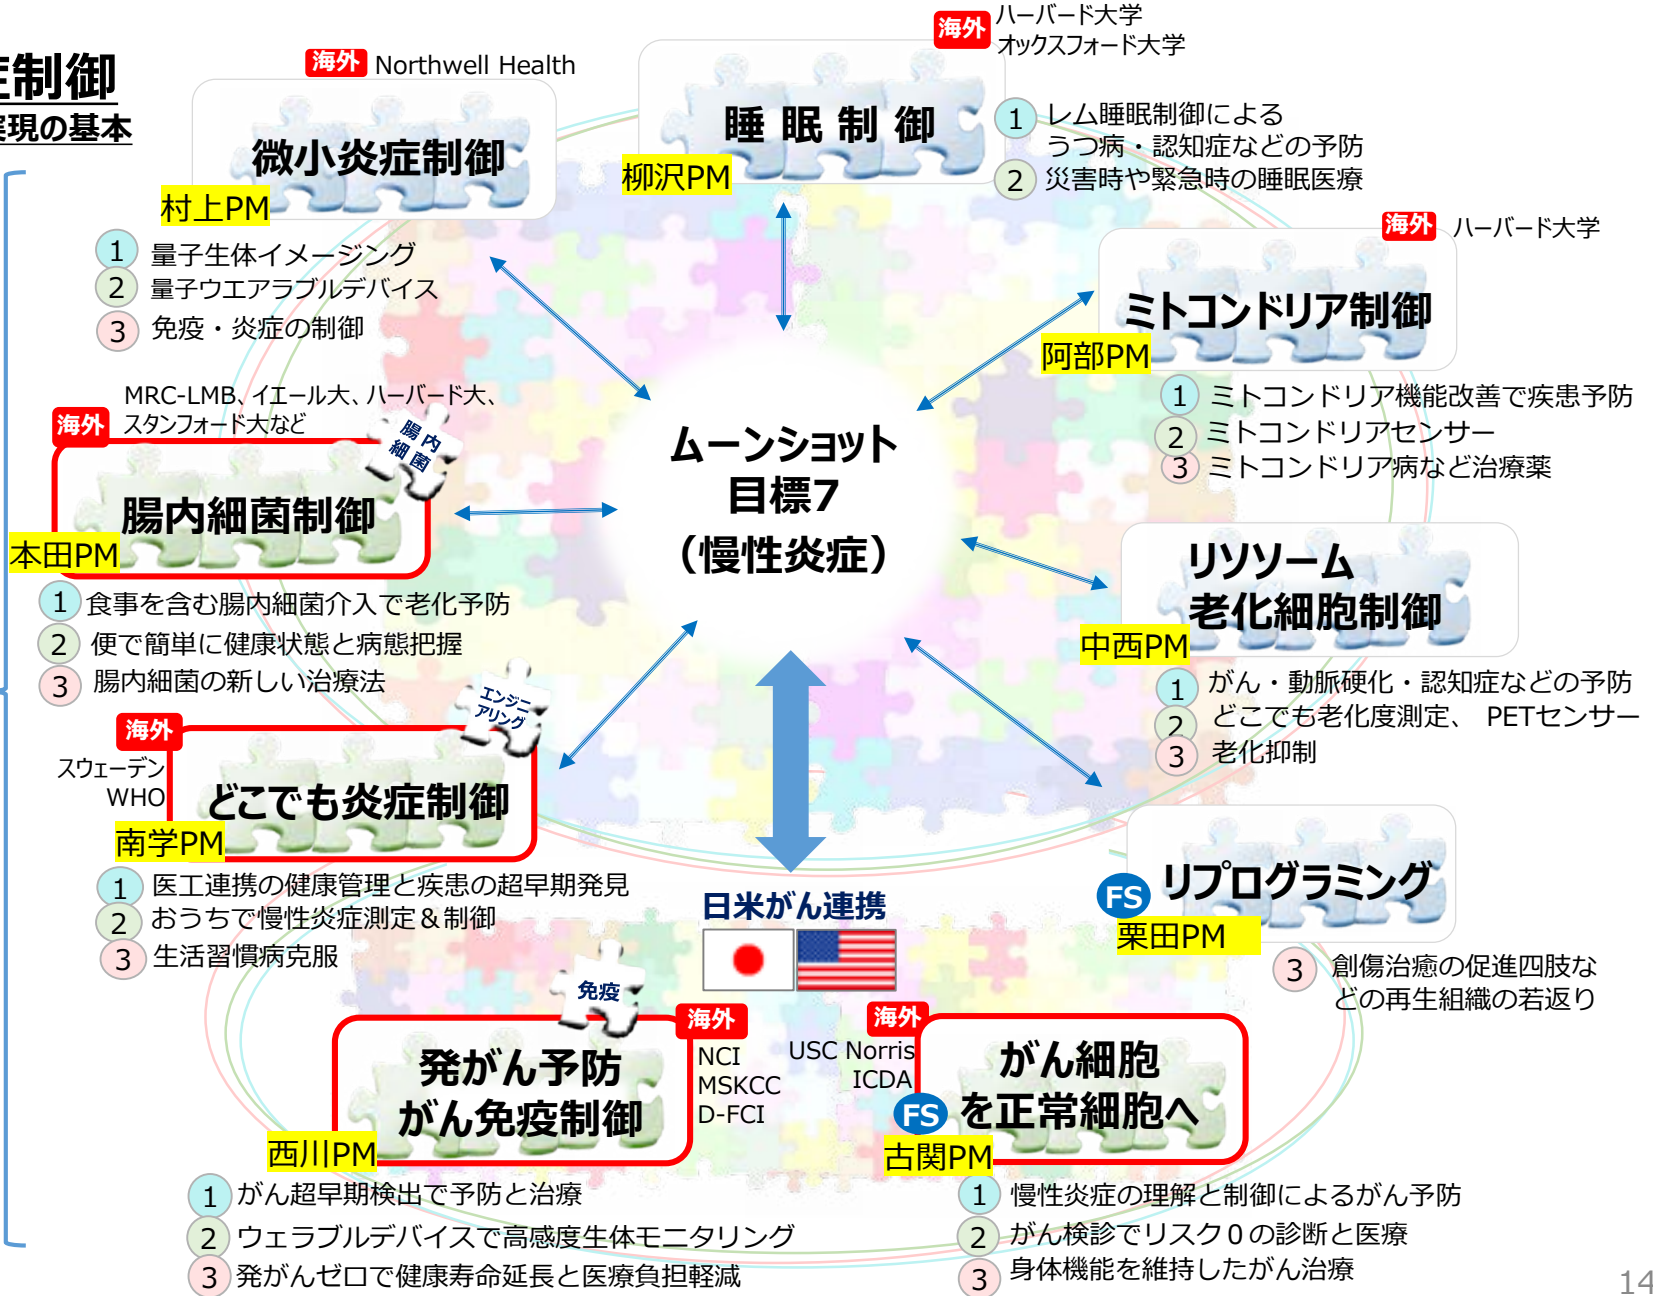 症制御
実現の基本
海外 Northwell Health
微小炎症制御
村上PM
1 量子生体イメージング
2 量子ウエアラブルデバイス
3 免疫・炎症の制御
海外 ハーバード大学
オックスフォード大学
睡眠制御
柳沢PM
1 レム睡眠制御による
うつ病・認知症などの予防
2 災害時や緊急時の睡眠医療
海外 ハーバード大学
ミトコンドリア制御
阿部PM
1 ミトコンドリア機能改善で疾患予防
2 ミトコンドリアセンサー
3 ミトコンドリア病など治療薬
MRC-LMB、イエール大、ハーバード大、
海外 スタンフォード大など
腸内
細菌
腸内細菌制御
本田PM
1 食事を含む腸内細菌介入で老化予防
2 便で簡単に健康状態と病態把握
3 腸内細菌の新しい治療法
ムーンショット
目標7
（慢性炎症）
リソソーム
老化細胞制御
中西PM
1 がん・動脈硬化・認知症などの予防
2 どこでも老化度測定、 PETセンサー
3 老化抑制
エンジニ
アリング
海外
スウェーデン
WHO
どこでも炎症制御
南学PM
1 医工連携の健康管理と疾患の超早期発見
2 おうちで慢性炎症測定＆制御
3 生活習慣病克服
FS リプログラミング
栗田PM
3 創傷治癒の促進四肢な
どの再生組織の若返り
日米がん連携
免疫
海外
NCI
MSKCC
D-FCI
発がん予防
がん免疫制御
西川PM
1 がん超早期検出で予防と治療
2 ウェラブルデバイスで高感度生体モニタリング
3 発がんゼロで健康寿命延長と医療負担軽減
海外
USC Norris
ICDA
がん細胞
FS を正常細胞へ
古関PM
1 慢性炎症の理解と制御によるがん予防
2 がん検診でリスク０の診断と医療
3 身体機能を維持したがん治療
14